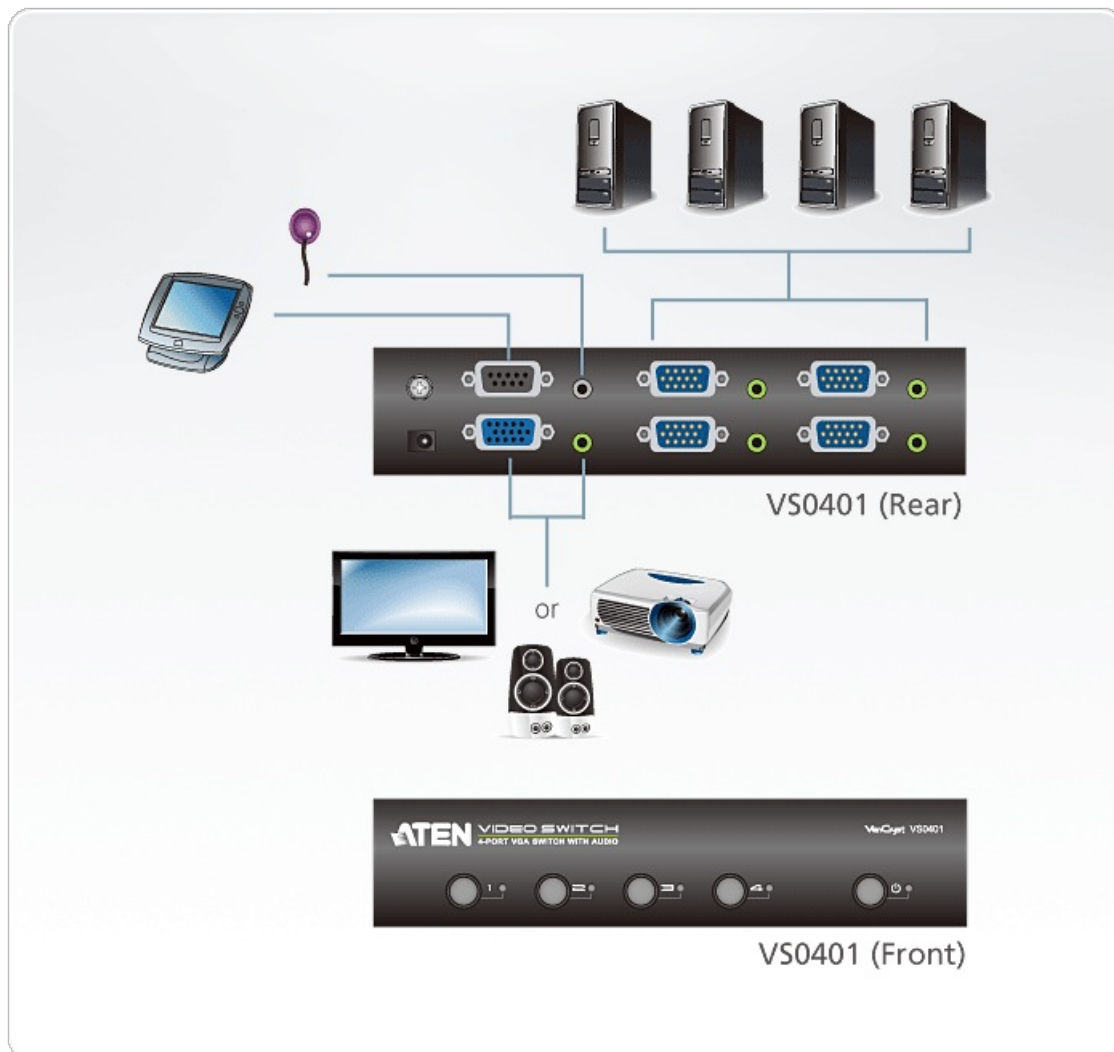 VS0401 (Rear)
or
ATEN VIDEO SWITCH
4-PORT VGA SWITCH WITH AUDIO
VanCryst VS0401
1 2 3 4
VS0401 (Front)